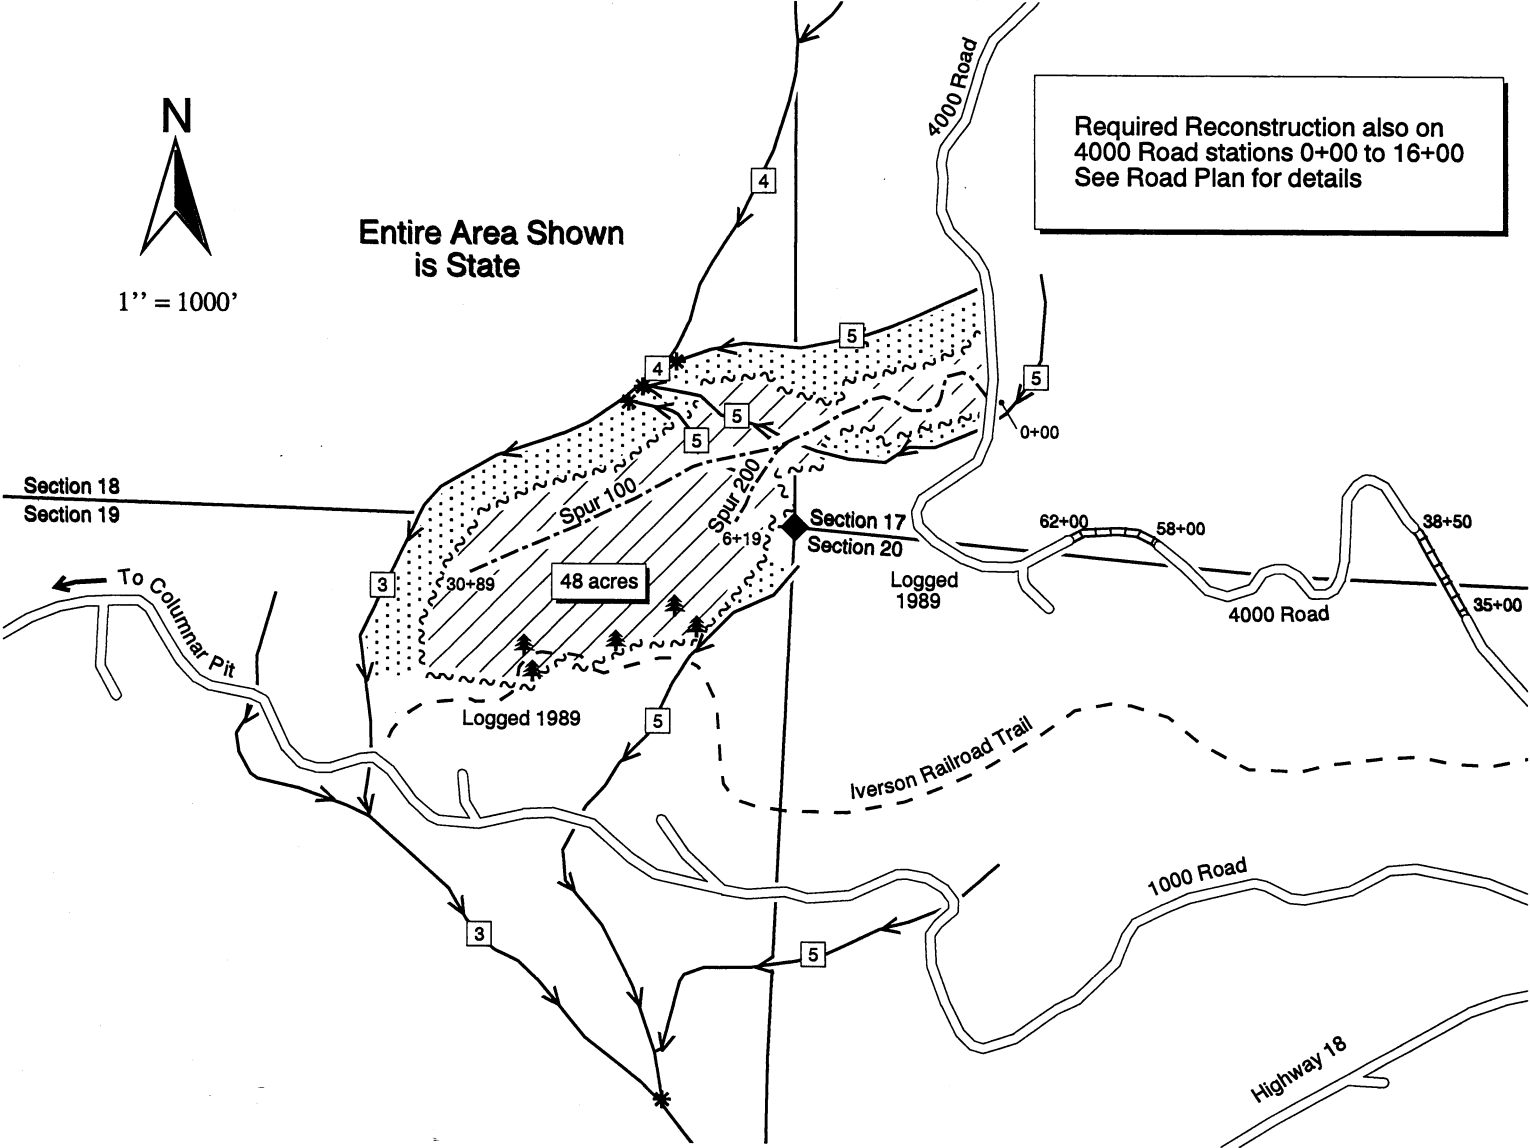 N
1’’ = 1000’
Entire Area Shown
is State
4000 Road
Required Reconstruction also on
4000 Road stations 0+00 to 16+00
See Road Plan for details
4
5
4
5
5
5
0+00
Section 18
Section 19
Spur 100
Spur 200
6+19
Section 17
Section 20
62+00
58+00
38+50
35+00
4000 Road
Logged
1989
3
30+89
48 acres
To Columnar Pit
Logged 1989
5
Iverson Railroad Trail
1000 Road
3
5
Highway 18